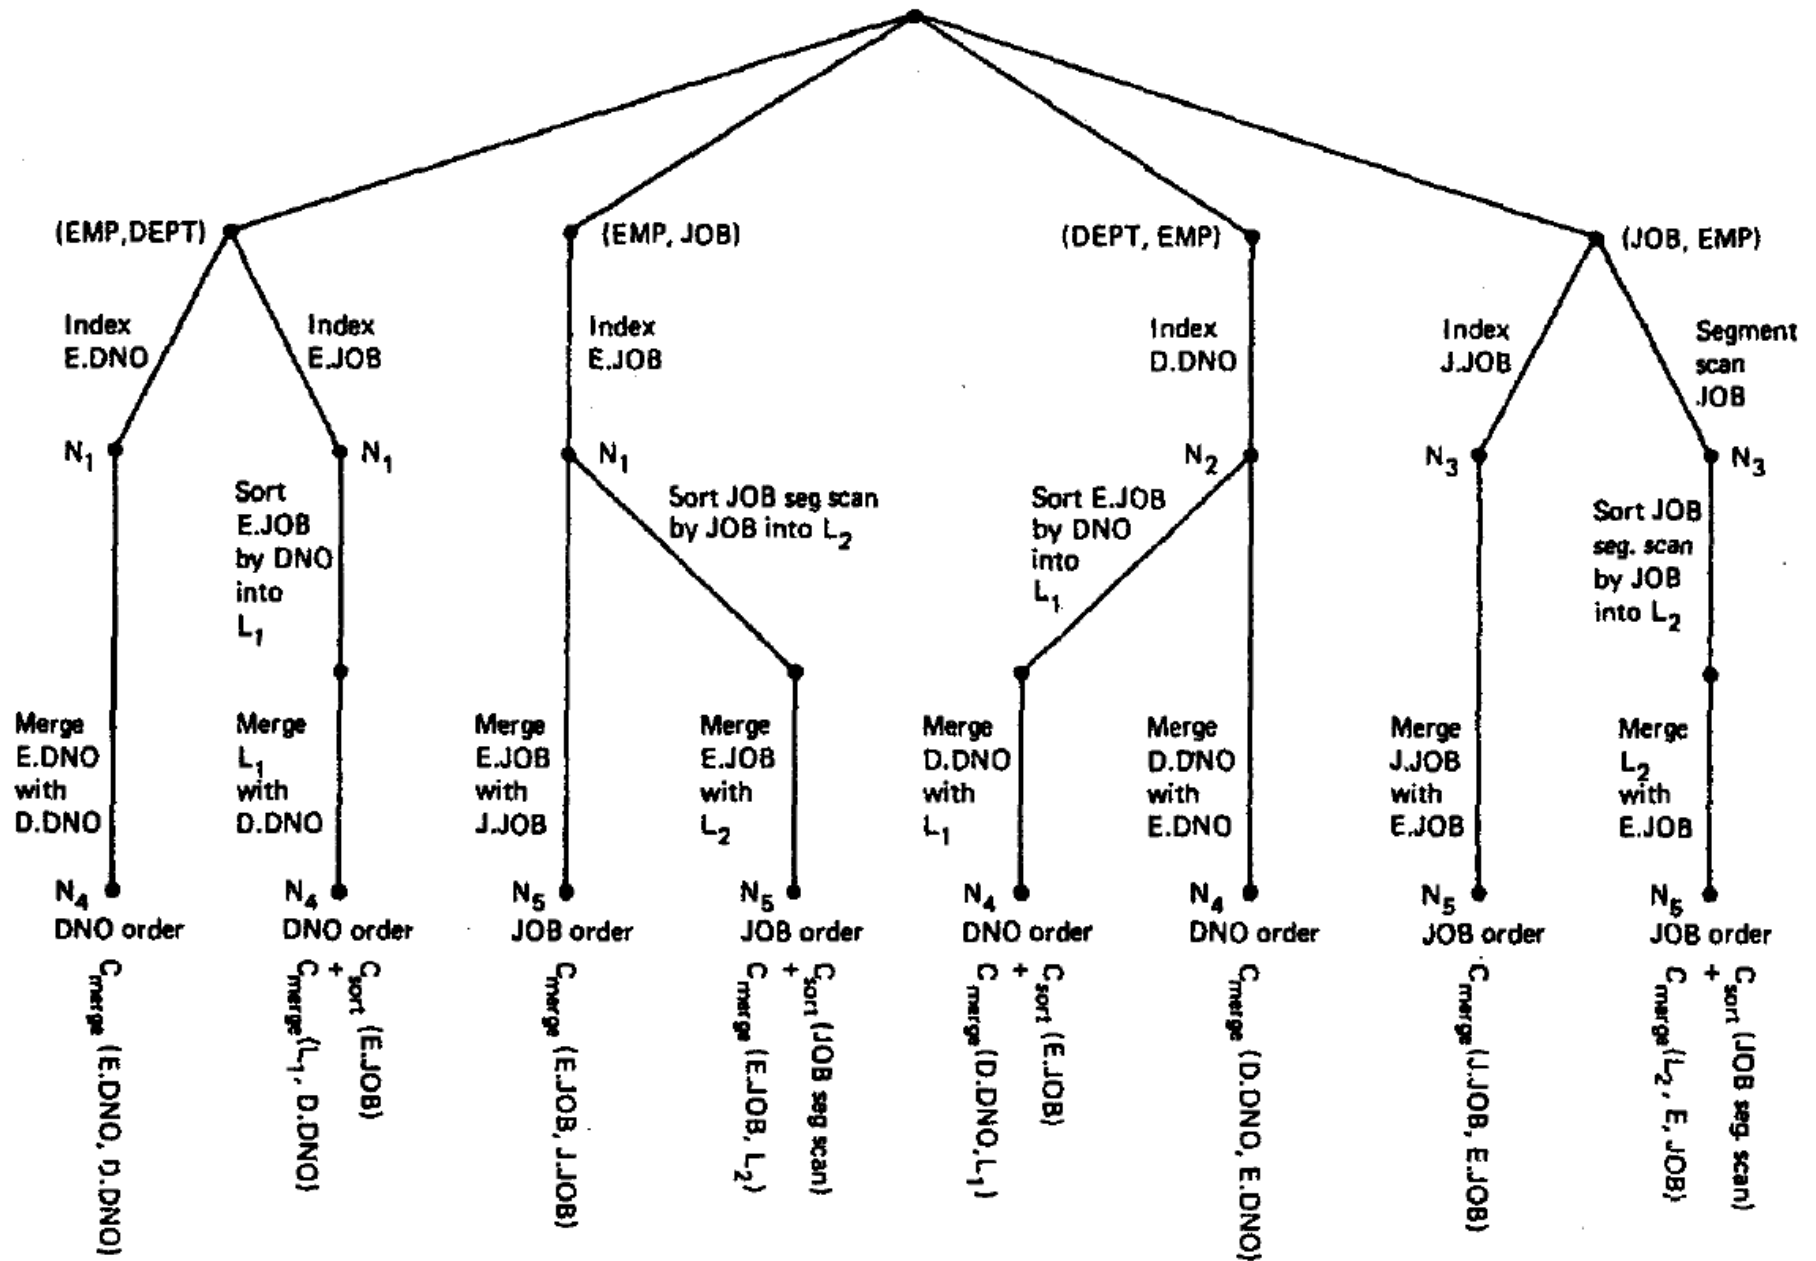 (EMP,DEPT)
(EMP, JOB)
(DEPT, EMP)
(JOB, EMP)
Index
E.DNO
Index
E.JOB
Index
E.JOB
Index
D.DNO
Index
J.JOB
Segment
scan
JOB
N1
N1
N1
N2
N3
N3
Sort
E.JOB
by DNO
into
L1
Sort JOB seg scan
by JOB into L2
Sort E.JOB
by DNO
into
L1
Sort JOB
seg. scan
by JOB
into L2
Merge
E.DNO
with
D.DNO
Merge
L1
with
D.DNO
Merge
E.JOB
with
J.JOB
Merge
E.JOB
with
L2
Merge
D.DNO
with
L1
Merge
D.DNO
with
E.DNO
Merge
J.JOB
with
E.JOB
Merge
L2
with
E.JOB
N4
DNO order
N4
DNO order
N5
JOB order
N5
JOB order
N4
DNO order
N4
DNO order
N5
JOB order
N5
JOB order
Cmerge (E.DNO, D.DNO)
Csort (E.JOB)
+
Cmerge (L1, D.DNO)
Cmerge (E.JOB, J.JOB)
Csort (JOB seg scan)
+
Cmerge (E.JOB, L2)
Csort (E.JOB)
+
Cmerge (D.DNO, L1)
Cmerge (D.DNO, E.DNO)
Cmerge (J.JOB, E.JOB)
Csort (JOB seg. scan)
+
Cmerge (L2, E, JOB)